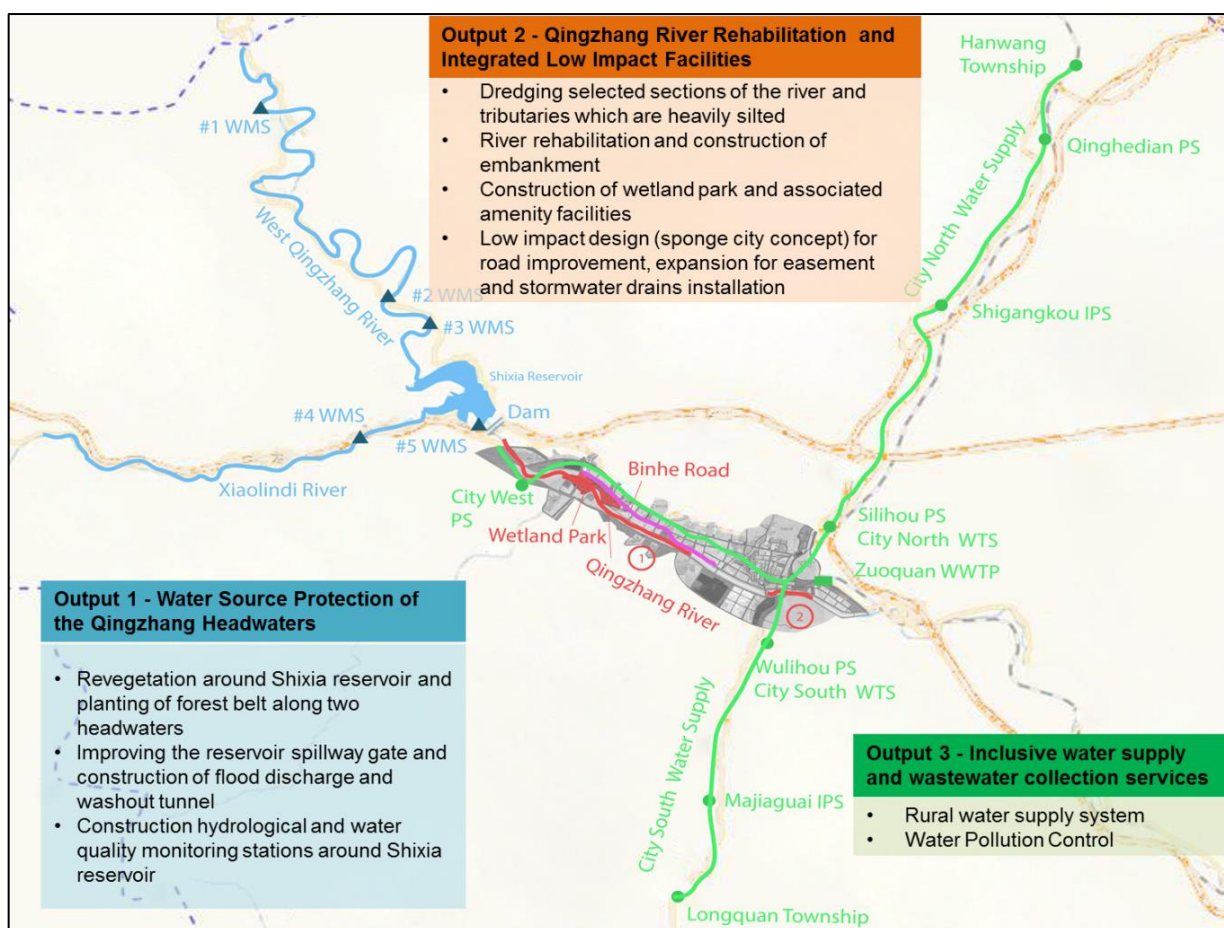 Output 2 - Qingzhang River Rehabilitation and
Integrated Low Impact Facilities
• Dredging selected sections of the river and
tributaries which are heavily silted
• River rehabilitation and construction of
embankment
• Construction of wetland park and associated
amenity facilities
• Low impact design (sponge city concept) for
road improvement, expansion for easement
and stormwater drains installation
Hanwang
Township
Qinghedian PS
City North Water Supply
Shigangkou IPS
#1 WMS
West Qingzhang River
#2 WMS
#3 WMS
Shixia Reservoir
#4 WMS
Dam
#5 WMS
Xiaolindi River
City West
PS
Binhe Road
Wetland Park
Qingzhang River
1
Silihou PS
City North WTS
Zuoquan WWTP
2
Wulihou PS
City South WTS
City South Water Supply
Majiaguai IPS
Longquan Township
Output 1 - Water Source Protection of
the Qingzhang Headwaters
• Revegetation around Shixia reservoir and
planting of forest belt along two
headwaters
• Improving the reservoir spillway gate and
construction of flood discharge and
washout tunnel
• Construction hydrological and water
quality monitoring stations around Shixia
reservoir
Output 3 - Inclusive water supply
and wastewater collection services
• Rural water supply system
• Water Pollution Control